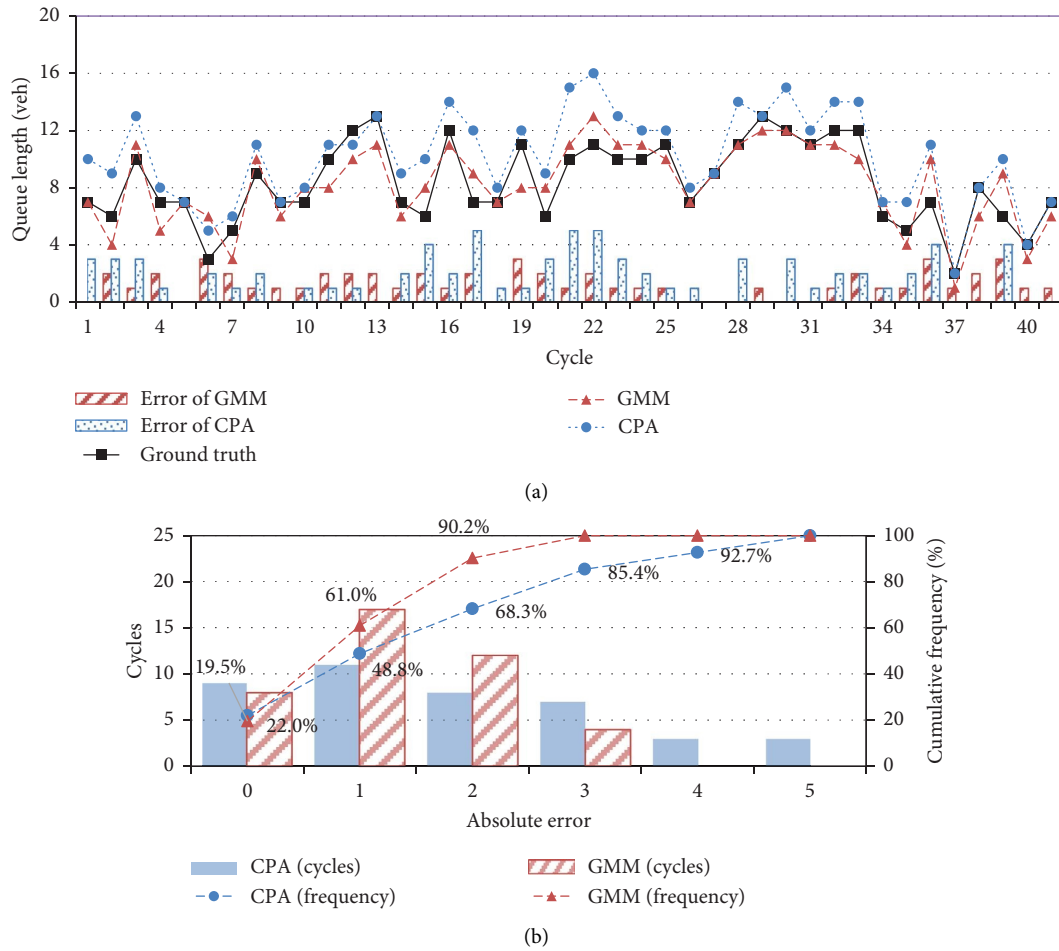 20
16
12
8
4
0
Queue length (veh)
1 4 7 10 13 16 19 22 25 28 31 34 37 40
Cycle
Error of GMM
Error of CPA
Ground truth
GMM
CPA
(a)
25
20
15
10
5
0
Cycles
90.2%
61.0%
19.5%
22.0%
48.8%
68.3%
85.4%
92.7%
100
80
60
40
20
0
Cumulative frequency (%)
0 1 2 3 4 5
Absolute error
CPA (cycles)
CPA (frequency)
GMM (cycles)
GMM (frequency)
(b)